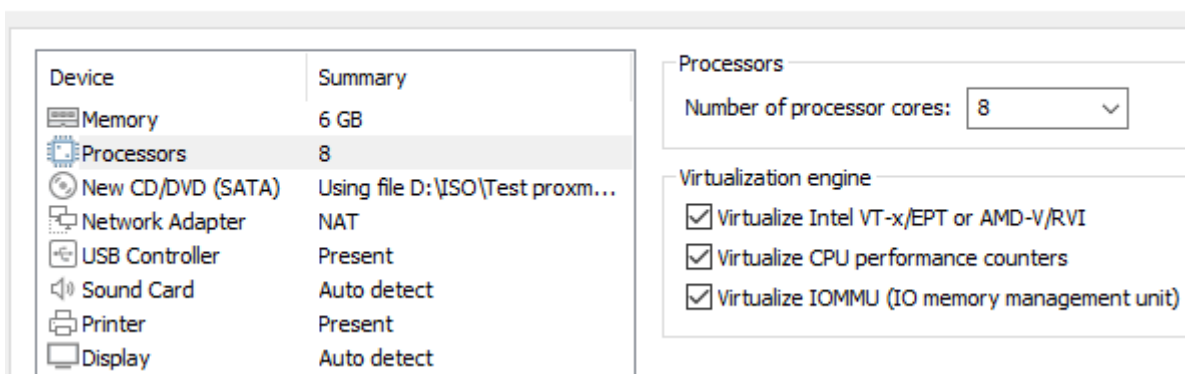 Device Summary
Memory 6 GB
Processors 8
New CD/DVD (SATA) Using file D:\ISO\Test proxm...
Network Adapter NAT
USB Controller Present
Sound Card Auto detect
Printer Present
Display Auto detect
Processors
Number of processor cores: 8
Virtualization engine
Virtualize Intel VT-x/EPT or AMD-V/RVI
Virtualize CPU performance counters
Virtualize IOMMU (IO memory management unit)